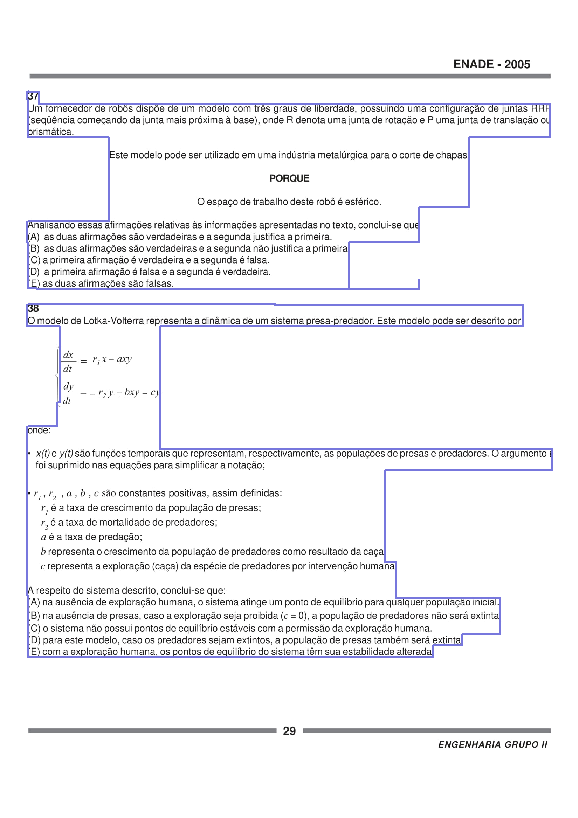 ENADE - 2005
37
Um fornecedor de robôs dispõe de um modelo com três graus de liberdade, possuindo uma configuração de juntas RRP
(seqüência começando da junta mais próxima à base), onde R denota uma junta de rotação e P uma junta de translação ou
prismática.
Este modelo pode ser utilizado em uma indústria metalúrgica para o corte de chapas
PORQUE
O espaço de trabalho deste robô é esférico.
Analisando essas afirmações relativas às informações apresentadas no texto, conclui-se que
(A) as duas afirmações são verdadeiras e a segunda justifica a primeira.
(B) as duas afirmações são verdadeiras e a segunda não justifica a primeira.
(C) a primeira afirmação é verdadeira e a segunda é falsa.
(D) a primeira afirmação é falsa e a segunda é verdadeira.
(E) as duas afirmações são falsas.
38
O modelo de Lotka-Volterra representa a dinâmica de um sistema presa-predador. Este modelo pode ser descrito por
dx/dt = r1 x – axy
dy/dt = – r2 y – bxy – cy
onde:
• x(t) e y(t) são funções temporais que representam, respectivamente, as populações de presas e predadores. O argumento t
foi suprimido nas equações para simplificar a notação;
• r1 , r2 , a , b , c são constantes positivas, assim definidas:
r1 é a taxa de crescimento da população de presas;
r2 é a taxa de mortalidade de predadores;
a é a taxa de predação;
b representa o crescimento da população de predadores como resultado da caça;
c representa a exploração (caça) da espécie de predadores por intervenção humana.
A respeito do sistema descrito, conclui-se que:
(A) na ausência de exploração humana, o sistema atinge um ponto de equilíbrio para qualquer população inicial.
(B) na ausência de presas, caso a exploração seja proibida (c = 0), a população de predadores não será extinta.
(C) o sistema não possui pontos de equilíbrio estáveis com a permissão da exploração humana.
(D) para este modelo, caso os predadores sejam extintos, a população de presas também será extinta.
(E) com a exploração humana, os pontos de equilíbrio do sistema têm sua estabilidade alterada.
29
ENGENHARIA GRUPO II